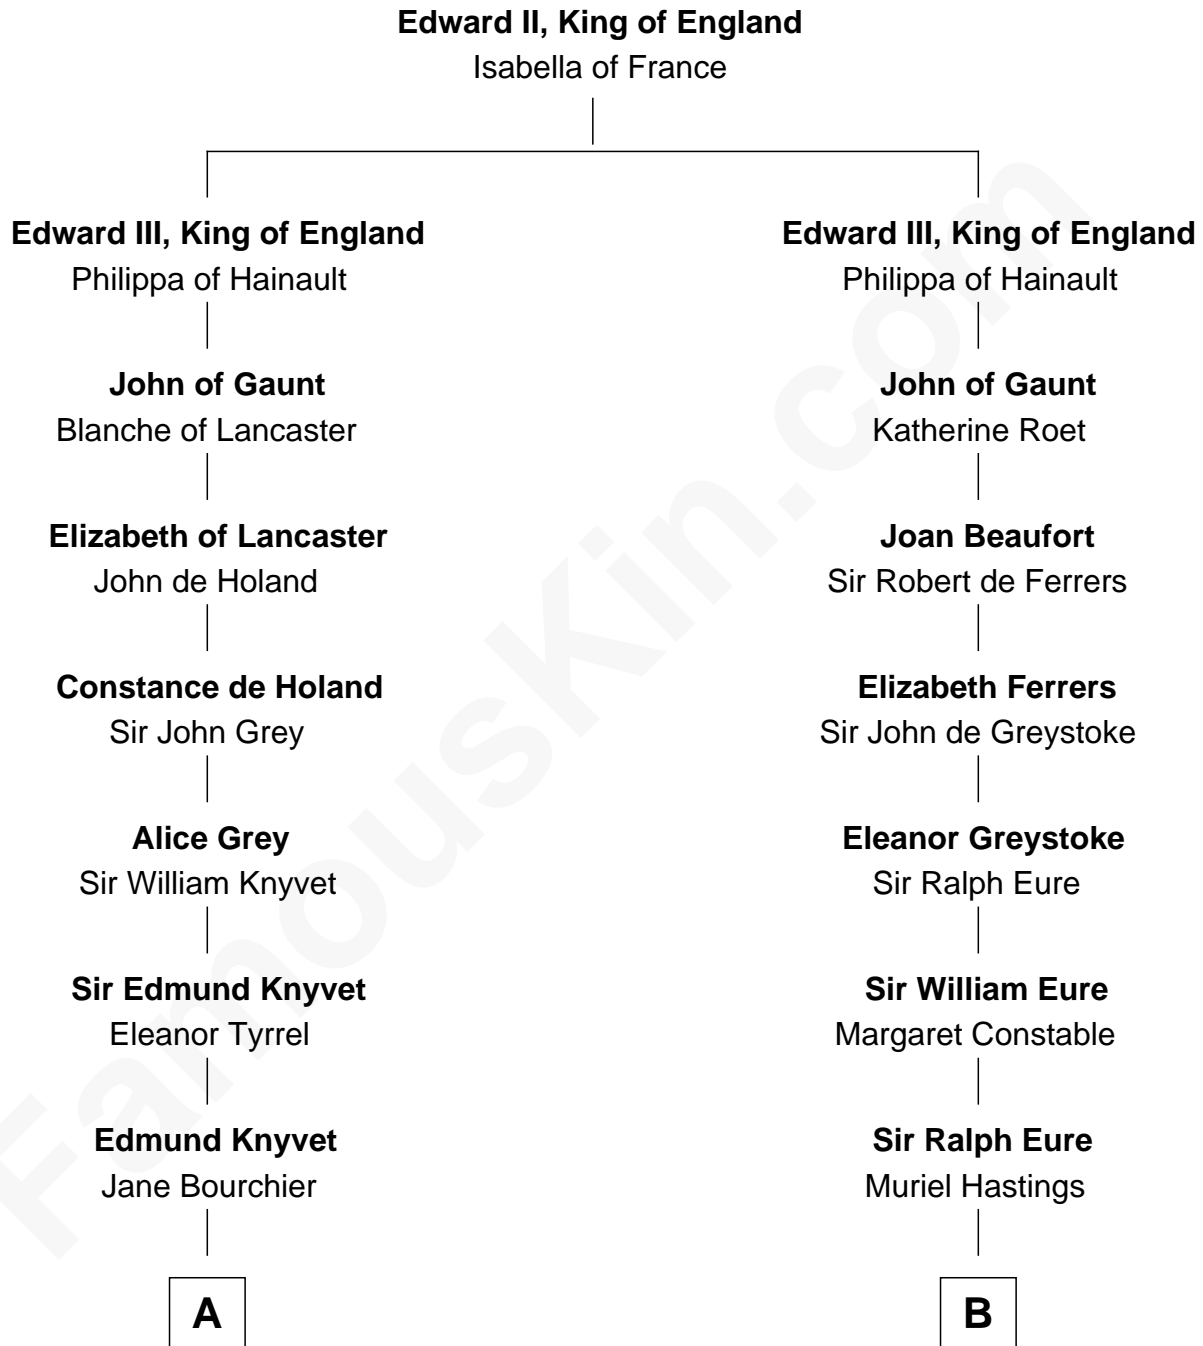 Edward II, King of England
Isabella of France
Edward III, King of England
Philippa of Hainault
John of Gaunt
Blanche of Lancaster
Elizabeth of Lancaster
John de Holand
Constance de Holand
Sir John Grey
Alice Grey
Sir William Knyvet
Sir Edmund Knyvet
Eleanor Tyrrel
Edmund Knyvet
Jane Bourchier
A
Edward III, King of England
Philippa of Hainault
John of Gaunt
Katherine Roet
Joan Beaufort
Sir Robert de Ferrers
Elizabeth Ferrers
Sir John de Greystoke
Eleanor Greystoke
Sir Ralph Eure
Sir William Eure
Margaret Constable
Sir Ralph Eure
Muriel Hastings
B
FamousKin.com